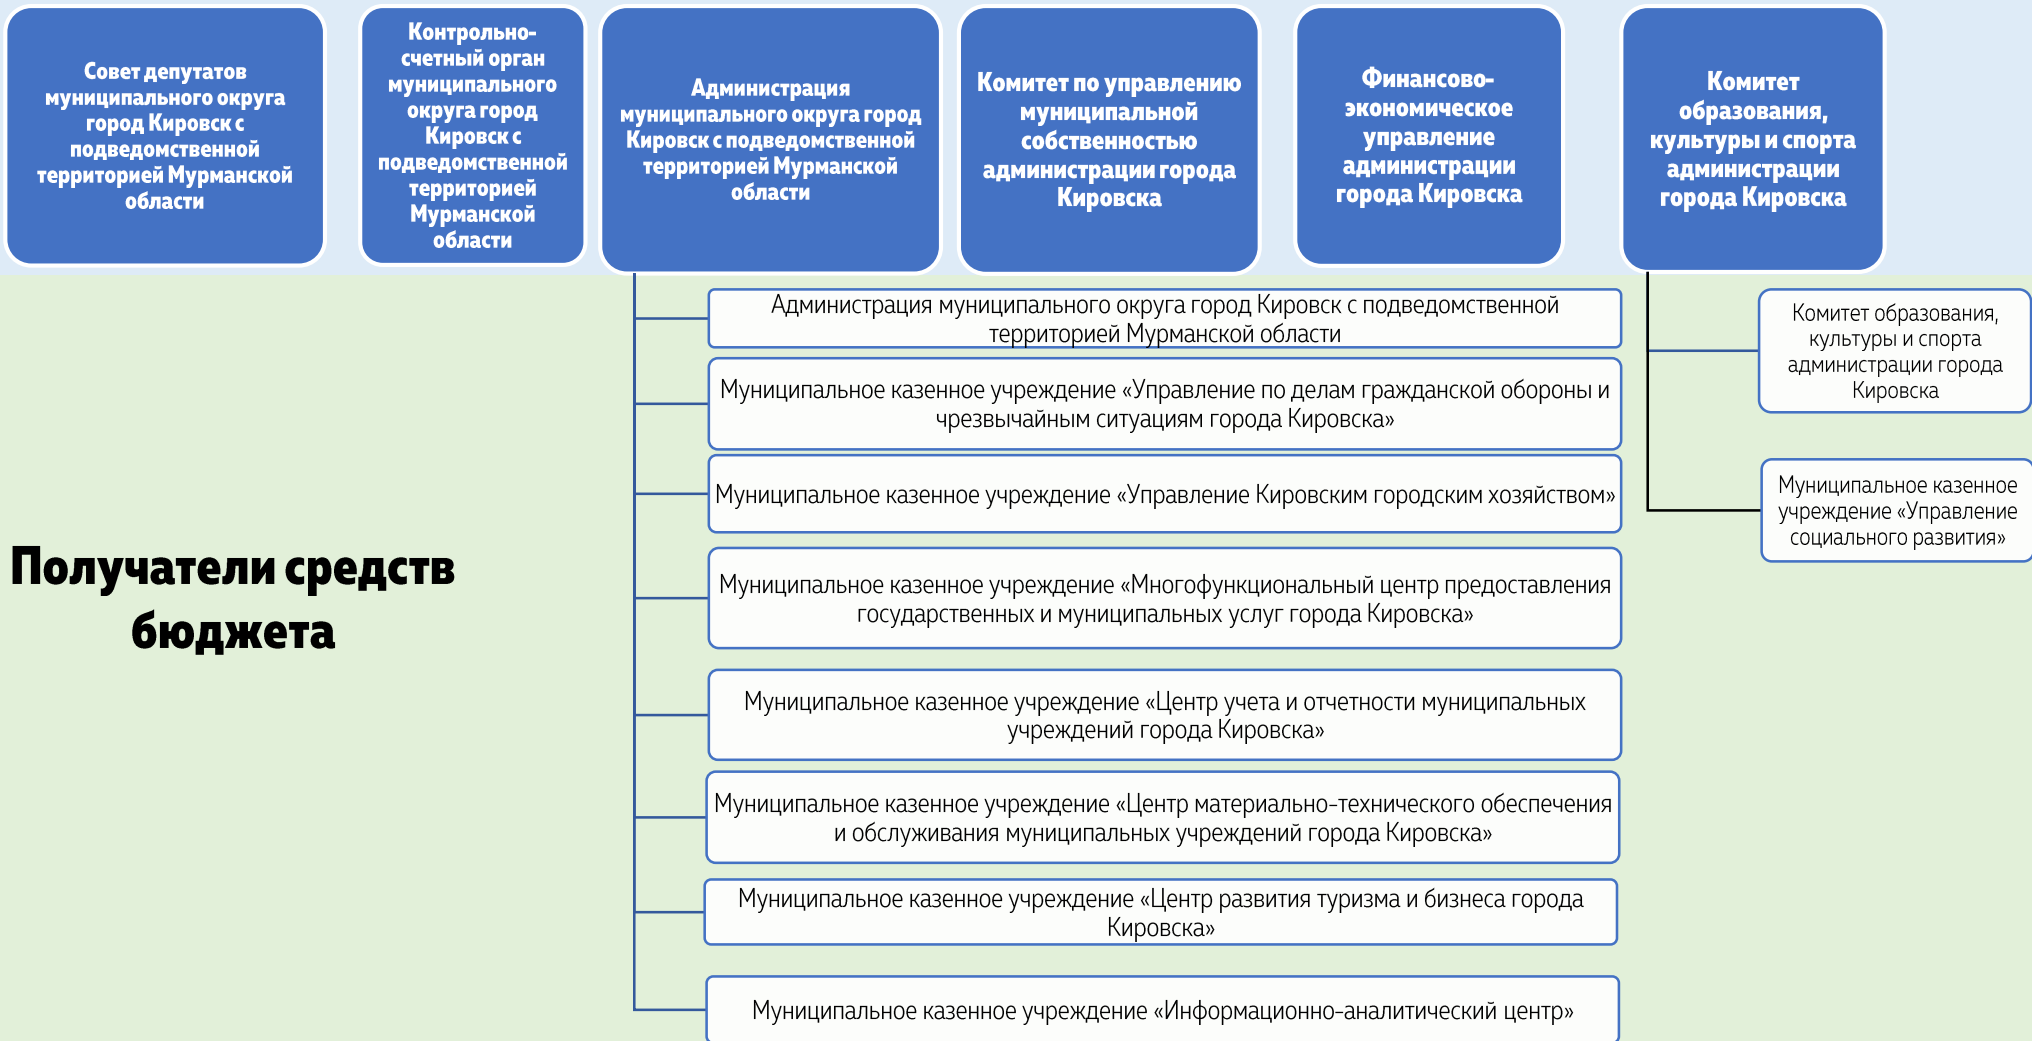 Совет депутатов
муниципального округа
город Кировск с
подведомственной
территорией Мурманской
области
Контрольно-
счетный орган
муниципального
округа город
Кировск с
подведомственной
территорией
Мурманской
области
Администрация
муниципального округа город
Кировск с подведомственной
территорией Мурманской
области
Комитет по управлению
муниципальной
собственностью
администрации города
Кировска
Финансово-
экономическое
управление
администрации
города Кировска
Комитет
образования,
культуры и спорта
администрации
города Кировска
Получатели средств
бюджета
Администрация муниципального округа город Кировск с подведомственной
территорией Мурманской области
Муниципальное казенное учреждение «Управление по делам гражданской обороны и
чрезвычайным ситуациям города Кировска»
Муниципальное казенное учреждение «Управление Кировским городским хозяйством»
Муниципальное казенное учреждение «Многофункциональный центр предоставления
государственных и муниципальных услуг города Кировска»
Муниципальное казенное учреждение «Центр учета и отчетности муниципальных
учреждений города Кировска»
Муниципальное казенное учреждение «Центр материально-технического обеспечения
и обслуживания муниципальных учреждений города Кировска»
Муниципальное казенное учреждение «Центр развития туризма и бизнеса города
Кировска»
Муниципальное казенное учреждение «Информационно-аналитический центр»
Комитет образования,
культуры и спорта
администрации города
Кировска
Муниципальное казенное
учреждение «Управление
социального развития»